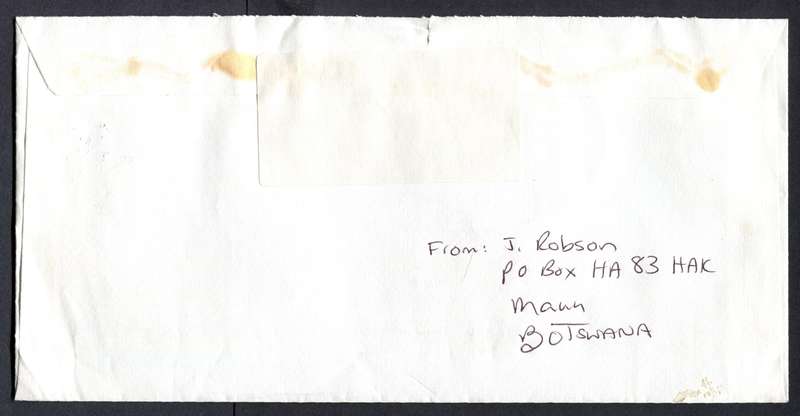 From: J. Robson
PO Box HA 83 HAK
Maun
BOTSWANA